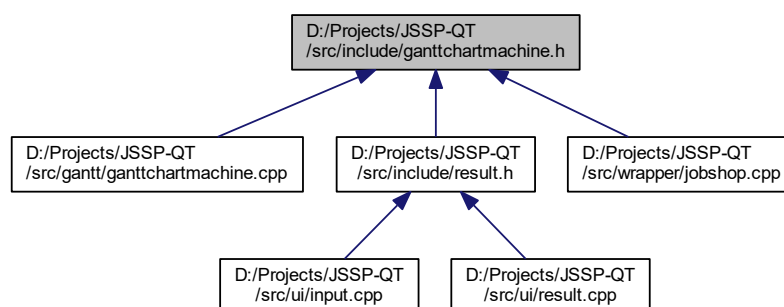 D:/Projects/JSSP-QT
/src/include/ganttchartmachine.h
D:/Projects/JSSP-QT
/src/gantt/ganttchartmachine.cpp
D:/Projects/JSSP-QT
/src/include/result.h
D:/Projects/JSSP-QT
/src/wrapper/jobshop.cpp
D:/Projects/JSSP-QT
/src/ui/input.cpp
D:/Projects/JSSP-QT
/src/ui/result.cpp